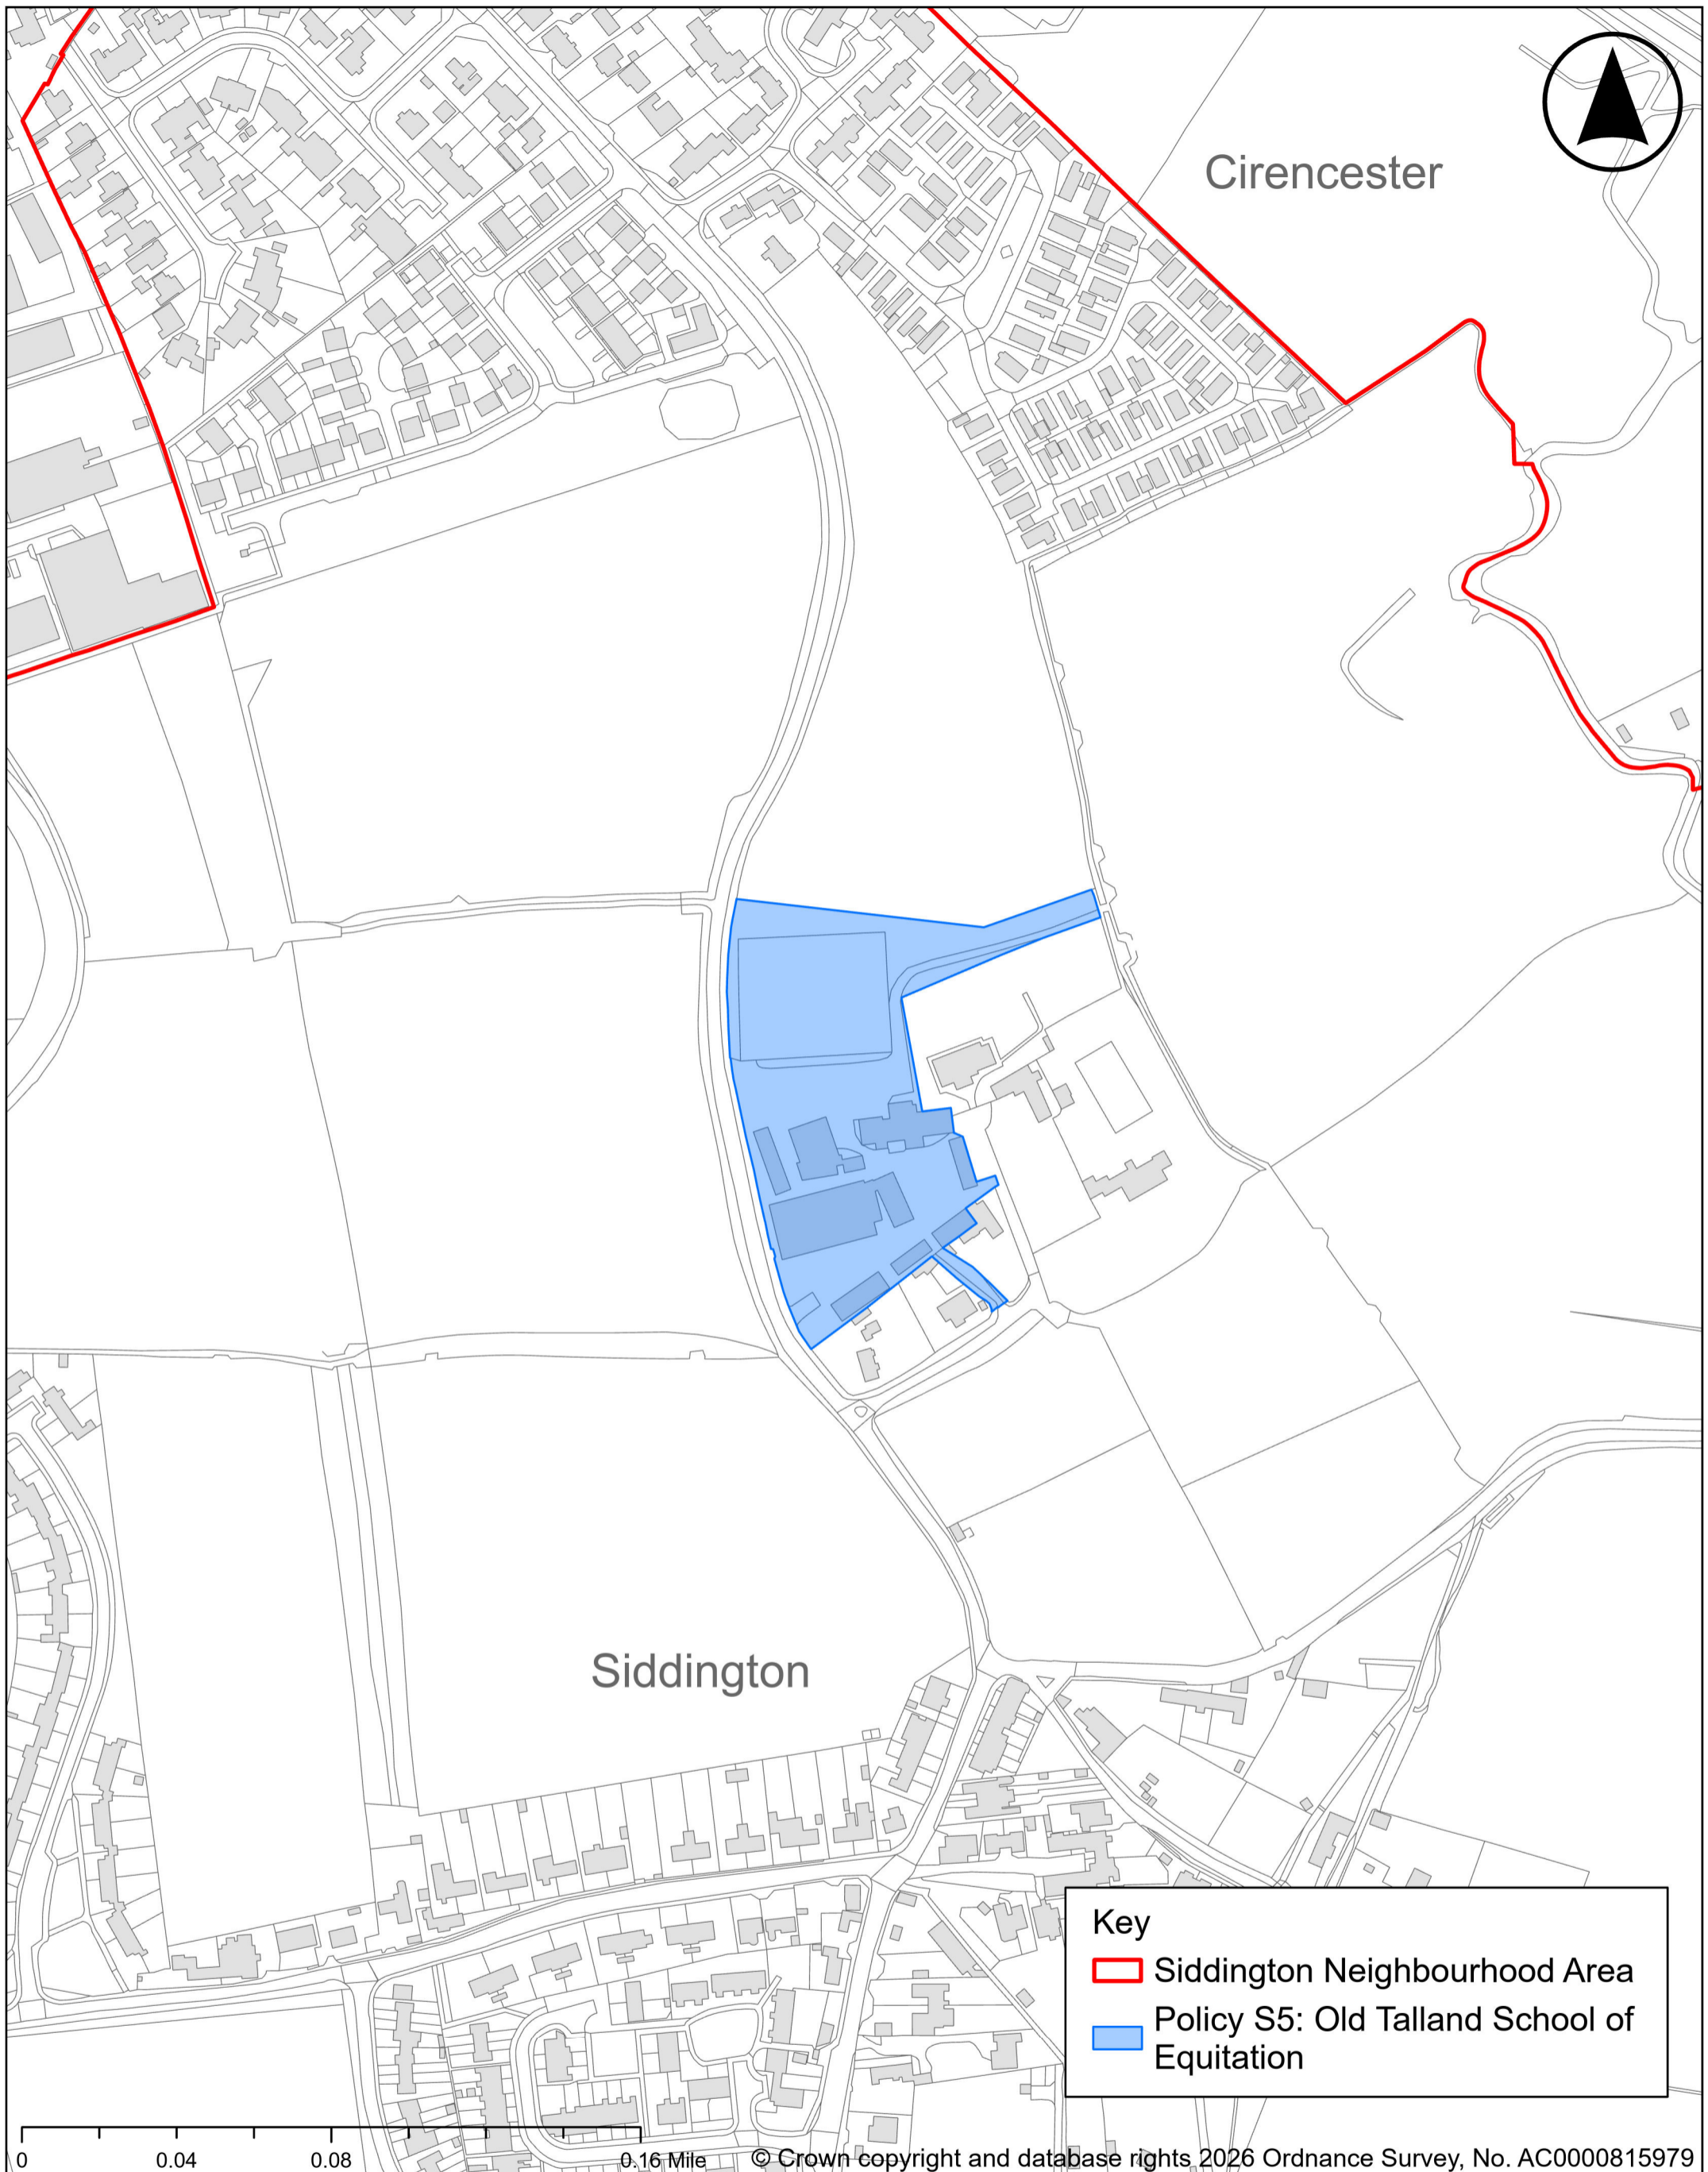 Cirencester
Siddington
Key
Siddington Neighbourhood Area
Policy S5: Old Talland School of
Equitation
0 0.04 0.08 0.16 Mile
© Crown copyright and database rights 2026 Ordnance Survey, No. AC0000815979